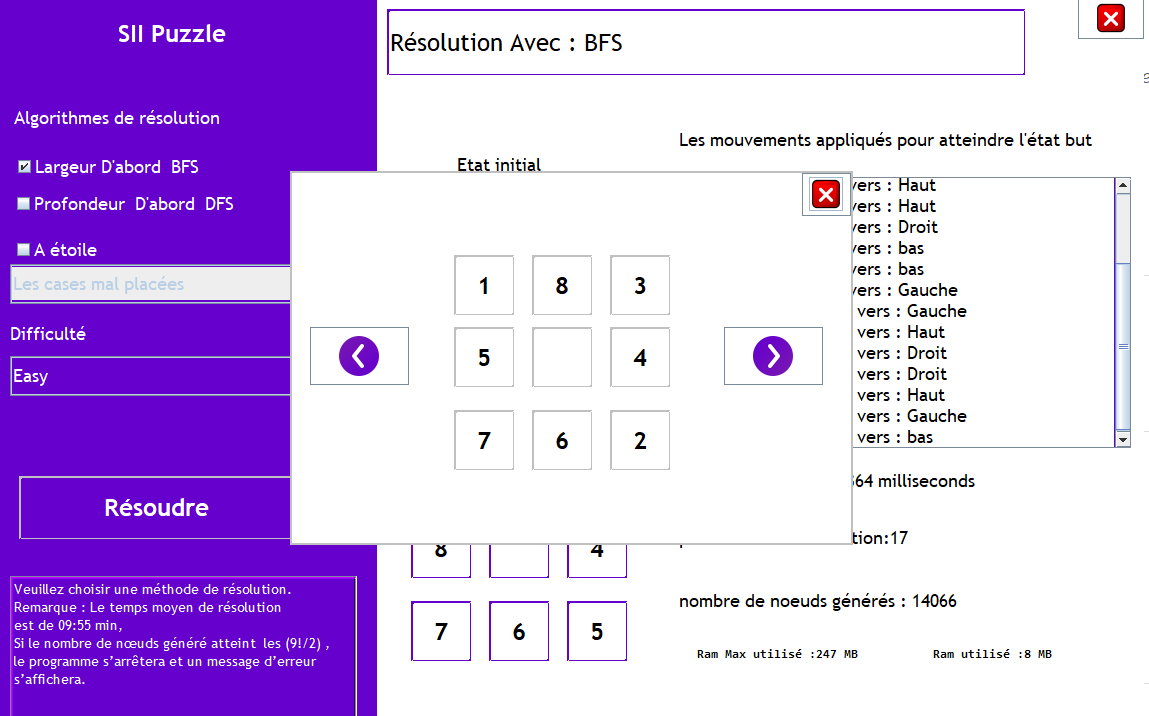 SII Puzzle
Algorithmes de résolution
Largeur D'abord BFS
Profondeur D'abord DFS
A étoile
Les cases mal placées
Difficulté
Easy
Résoudre
Veuillez choisir une méthode de résolution.
Remarque : Le temps moyen de résolution
est de 09:55 min,
Si le nombre de nœuds généré atteint les (9!/2) ,
le programme s’arrêtera et un message d’erreur
s’affichera.
Résolution Avec : BFS
Etat initial
Les mouvements appliqués pour atteindre l'état but
vers : Haut
vers : Haut
vers : Droit
vers : bas
vers : bas
vers : Gauche
vers : Gauche
vers : Haut
vers : Droit
vers : Droit
vers : Haut
vers : Gauche
vers : bas
1 8 3
5 4
7 6 2
8 4
7 6 5
milliseconds
:17
nombre de noeuds générés : 14066
Ram Max utilisé :247 MB Ram utilisé :8 MB